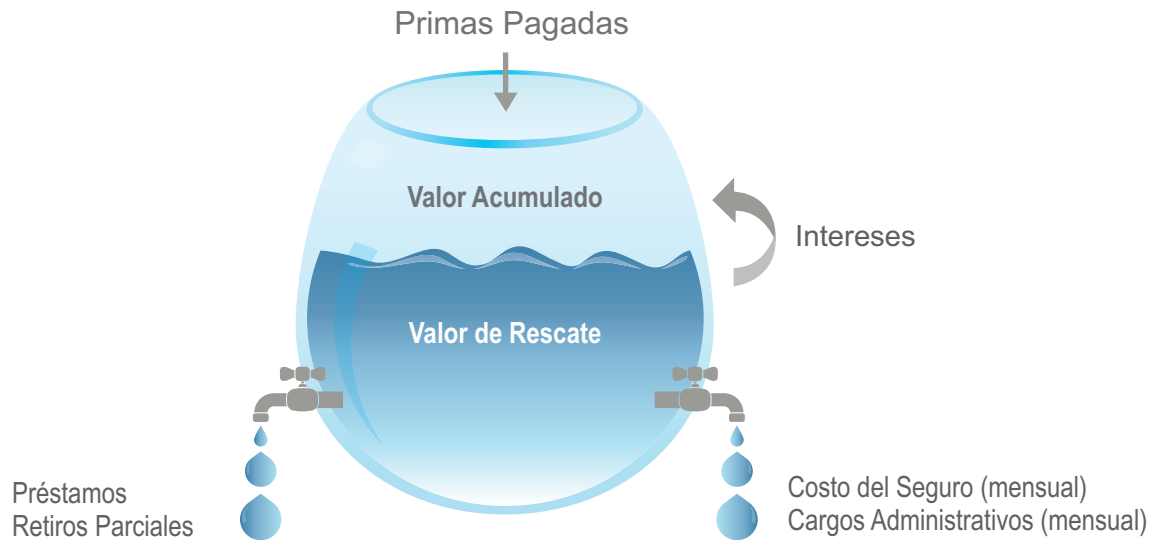 Primas Pagadas
Valor Acumulado
Intereses
Valor de Rescate
Préstamos
Retiros Parciales
Costo del Seguro (mensual)
Cargos Administrativos (mensual)